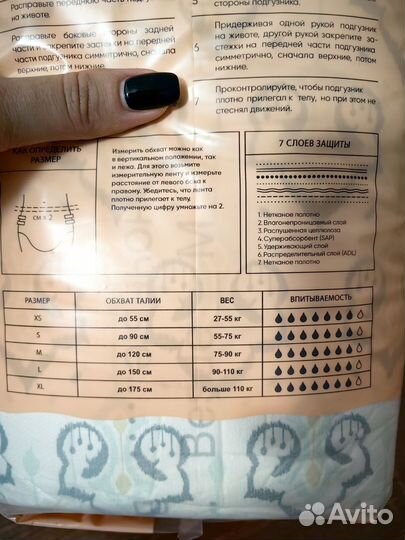 Расправьте переднюю часть подгузника
на животе.
Расправьте боковые стороны задней
части и закрепите застежки на передней
части подгузника симметрично, сначала
верхние, потом нижние.
5
стороны подгузника.
6
Придерживая одной рукой подгузник
на животе, другой рукой закрепите за-
стежки на передней части подгузника
симметрично, сначала верхние, потом
нижние.
7
Проконтролируйте, чтобы подгузник
плотно прилегал к телу, но при этом не
стеснял движений.
КАК ОПРЕДЕЛИТЬ
РАЗМЕР
см × 2
Измерить обхват можно как
в вертикальном положении, так
и лежа. Для этого возьмите
измерительную ленту и измерьте
расстояние от левого бока к
правому. Убедитесь, что лента
плотно прилегает к телу.
Полученную цифру умножьте на 2.
7 СЛОЕВ ЗАЩИТЫ
1. Нетканое полотно
2. Влагонепроницаемый слой
3. Распушенная целлюлоза
4. Суперабсорбент (SAP)
5. Удерживающий слой
6. Распределительный слой (ADL)
7. Нетканое полотно
РАЗМЕР ОБХВАТ ТАЛИИ ВЕС ВПИТЫВАЕМОСТЬ
XS до 55 см 27-55 кг
S до 90 см 55-75 кг
M до 120 см 75-90 кг
L до 150 см 90-110 кг
XL до 175 см больше 110 кг
Avito